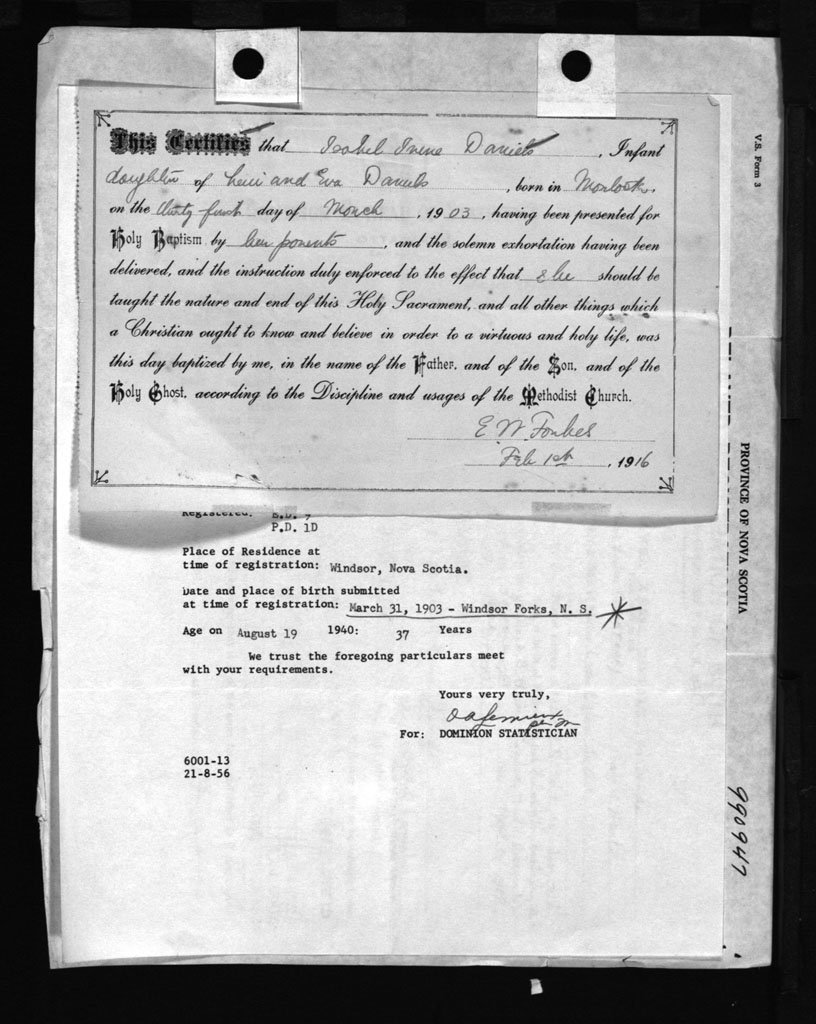 This Certifies that Isabel Irene Daniels, Infant
daughter of Levi and Eva Daniels, born in
on the thirty first day of March, 1903, having been presented for
Holy Baptism by her parents, and the solemn exhortation having been
delivered, and the instruction duly enforced to the effect that she should be
taught the nature and end of this Holy Sacrament, and all other things which
a Christian ought to know and believe in order to a virtuous and holy life, was
this day baptized by me, in the name of the Father, and of the Son, and of the
Holy Ghost, according to the Discipline and usages of the Methodist Church.
E. W. Forbes
Feb 1st, 1916
Registered: E.D. 7
P.D. 1D
Place of Residence at
time of registration: Windsor, Nova Scotia.
Date and place of birth submitted
at time of registration: March 31, 1903 - Windsor Forks, N. S.
Age on August 19 1940: 37 Years
We trust the foregoing particulars meet
with your requirements.
Yours very truly,
For: DOMINION STATISTICIAN
6001-13
21-8-56
V.S. Form 3
PROVINCE OF NOVA SCOTIA
990947